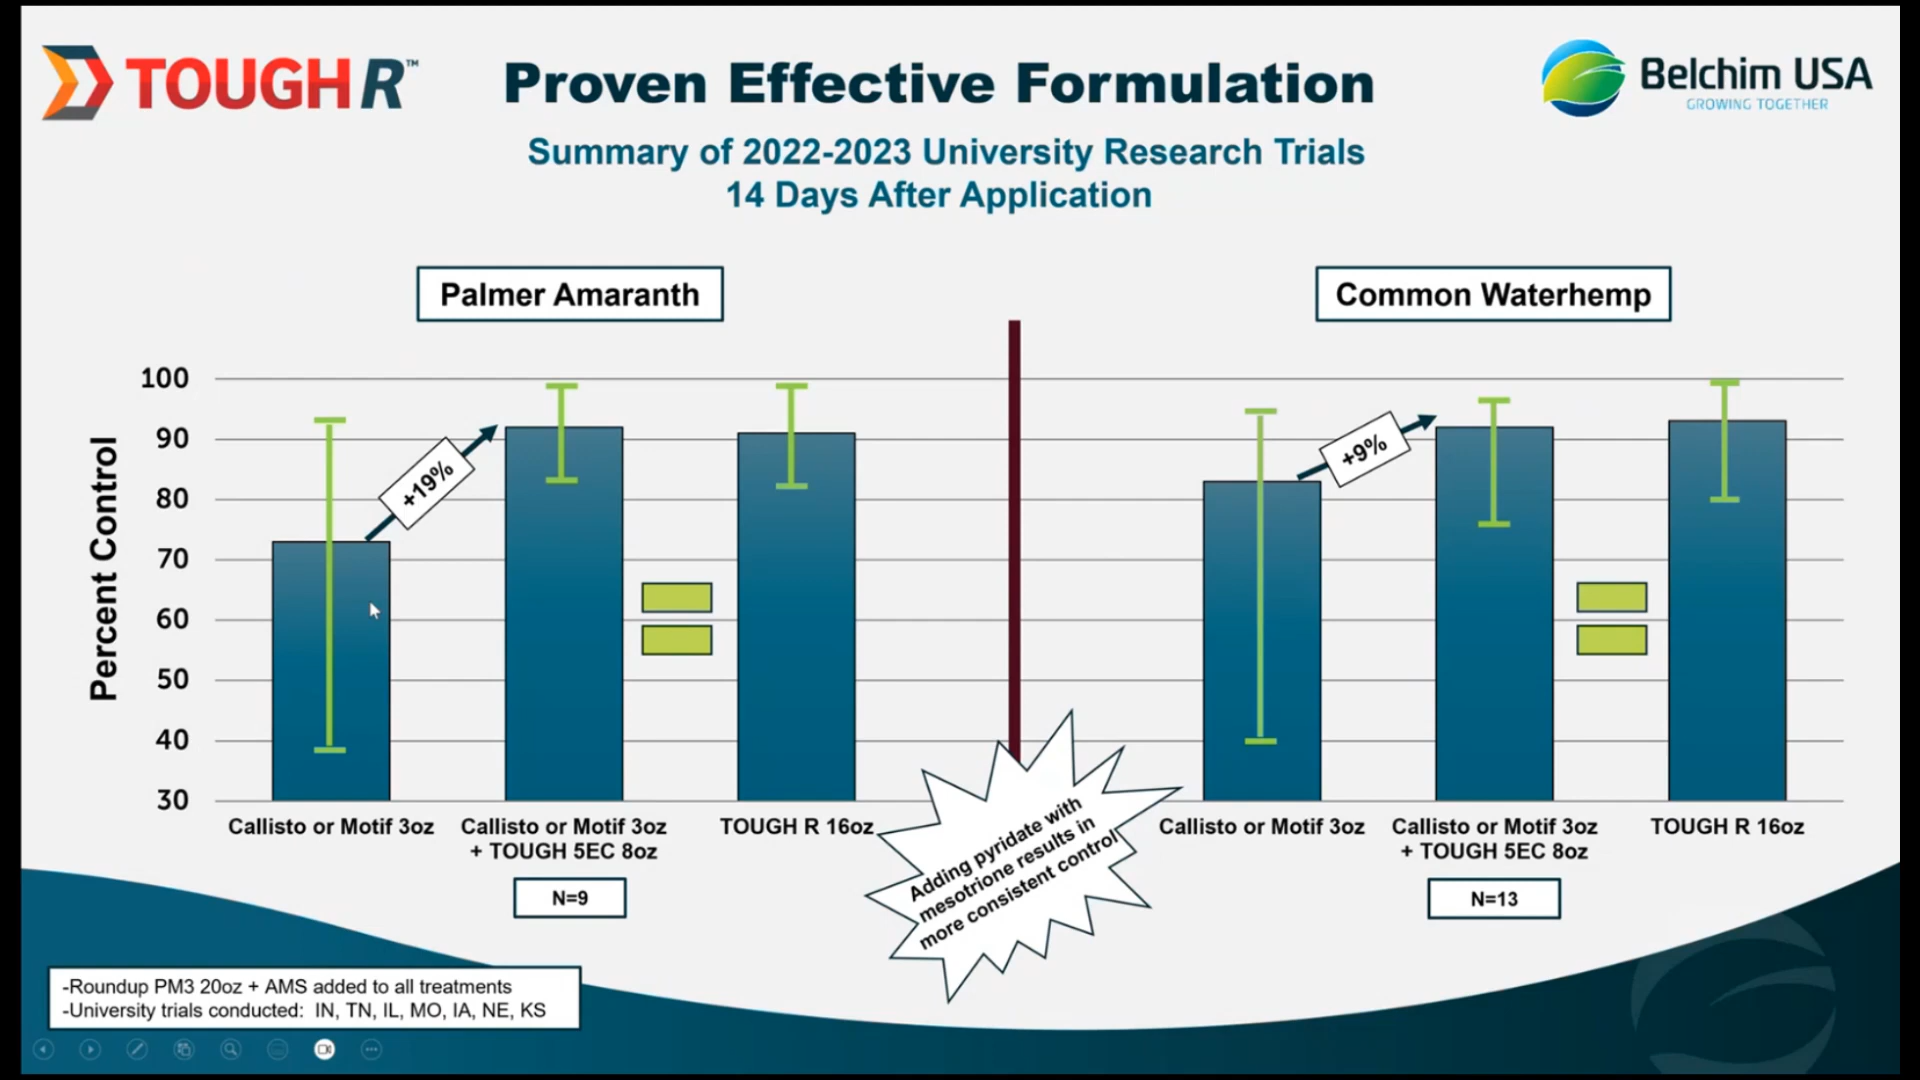 TOUGH R™
Proven Effective Formulation
Belchim USA
GROWING TOGETHER
Summary of 2022-2023 University Research Trials
14 Days After Application
Palmer Amaranth
Common Waterhemp
Percent Control
100
90
80
70
60
50
40
30
+19%
+9%
Callisto or Motif 3oz
Callisto or Motif 3oz
+ TOUGH 5EC 8oz
TOUGH R 16oz
N=9
Adding pyridate with
mesotrione results in
more consistent control
Callisto or Motif 3oz
Callisto or Motif 3oz
+ TOUGH 5EC 8oz
TOUGH R 16oz
N=13
-Roundup PM3 20oz + AMS added to all treatments
-University trials conducted: IN, TN, IL, MO, IA, NE, KS